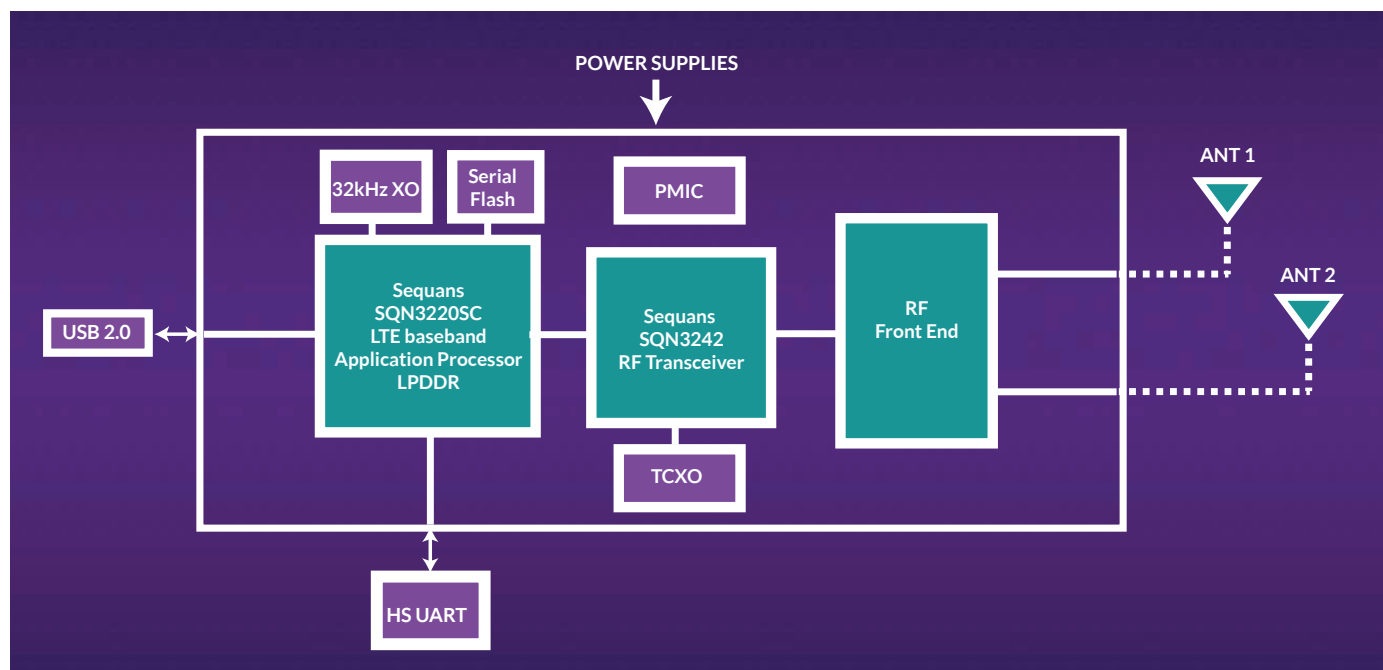 POWER SUPPLIES
ANT 1
32kHz XO
Serial
Flash
PMIC
ANT 2
Sequans
SQN3220SC
LTE baseband
Application Processor
LPDDR
Sequans
SQN3242
RF Transceiver
RF
Front End
USB 2.0
TCXO
HS UART